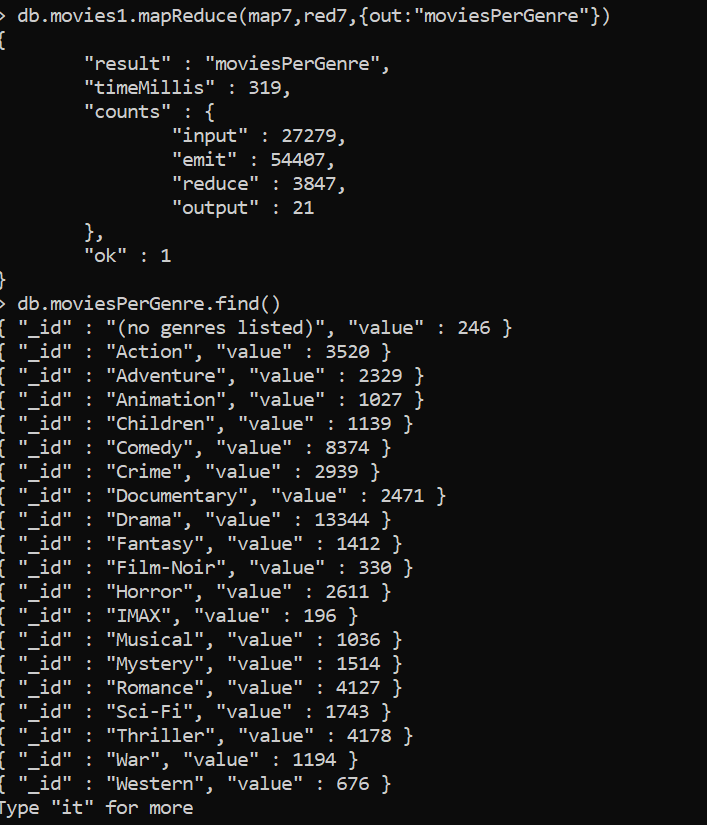 > db.movies1.mapReduce(map7,red7,{out:"moviesPerGenre"})
{
"result" : "moviesPerGenre",
"timeMillis" : 319,
"counts" : {
"input" : 27279,
"emit" : 54407,
"reduce" : 3847,
"output" : 21
},
"ok" : 1
}
> db.moviesPerGenre.find()
{ "_id" : "(no genres listed)", "value" : 246 }
{ "_id" : "Action", "value" : 3520 }
{ "_id" : "Adventure", "value" : 2329 }
{ "_id" : "Animation", "value" : 1027 }
{ "_id" : "Children", "value" : 1139 }
{ "_id" : "Comedy", "value" : 8374 }
{ "_id" : "Crime", "value" : 2939 }
{ "_id" : "Documentary", "value" : 2471 }
{ "_id" : "Drama", "value" : 13344 }
{ "_id" : "Fantasy", "value" : 1412 }
{ "_id" : "Film-Noir", "value" : 330 }
{ "_id" : "Horror", "value" : 2611 }
{ "_id" : "IMAX", "value" : 196 }
{ "_id" : "Musical", "value" : 1036 }
{ "_id" : "Mystery", "value" : 1514 }
{ "_id" : "Romance", "value" : 4127 }
{ "_id" : "Sci-Fi", "value" : 1743 }
{ "_id" : "Thriller", "value" : 4178 }
{ "_id" : "War", "value" : 1194 }
{ "_id" : "Western", "value" : 676 }
Type "it" for more